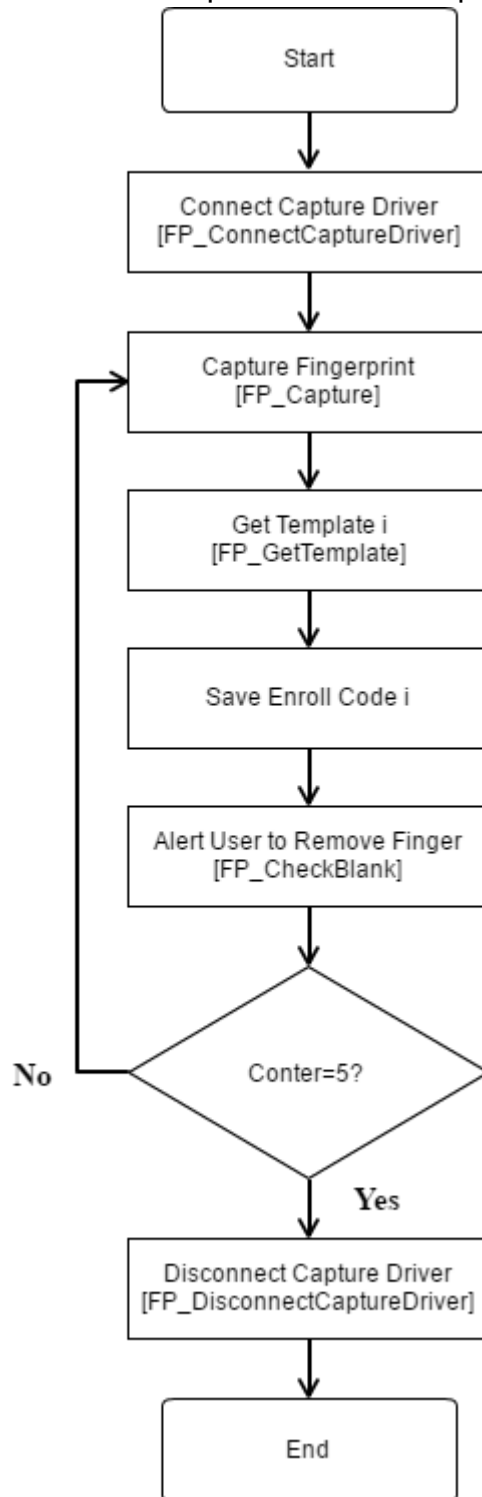 Start
Connect Capture Driver
[FP_ConnectCaptureDriver]
Capture Fingerprint
[FP_Capture]
Get Template i
[FP_GetTemplate]
Save Enroll Code i
Alert User to Remove Finger
[FP_CheckBlank]
Conter=5?
No
Yes
Disconnect Capture Driver
[FP_DisconnectCaptureDriver]
End